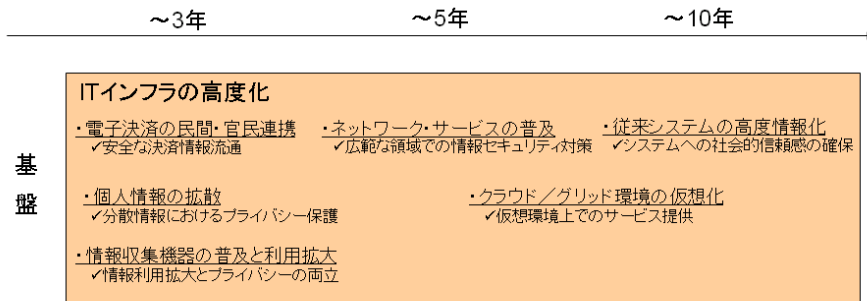 ～3年 ～5年 ～10年
ITインフラの高度化
・電子決済の民間・官民連携
✓安全な決済情報流通
・ネットワーク・サービスの普及
✓広範な領域での情報セキュリティ対策
・従来システムの高度情報化
✓システムへの社会的信頼感の確保
基盤
・個人情報の拡散
✓分散情報におけるプライバシー保護
・クラウド／グリッド環境の仮想化
✓仮想環境上でのサービス提供
・情報収集機器の普及と利用拡大
✓情報利用拡大とプライバシーの両立